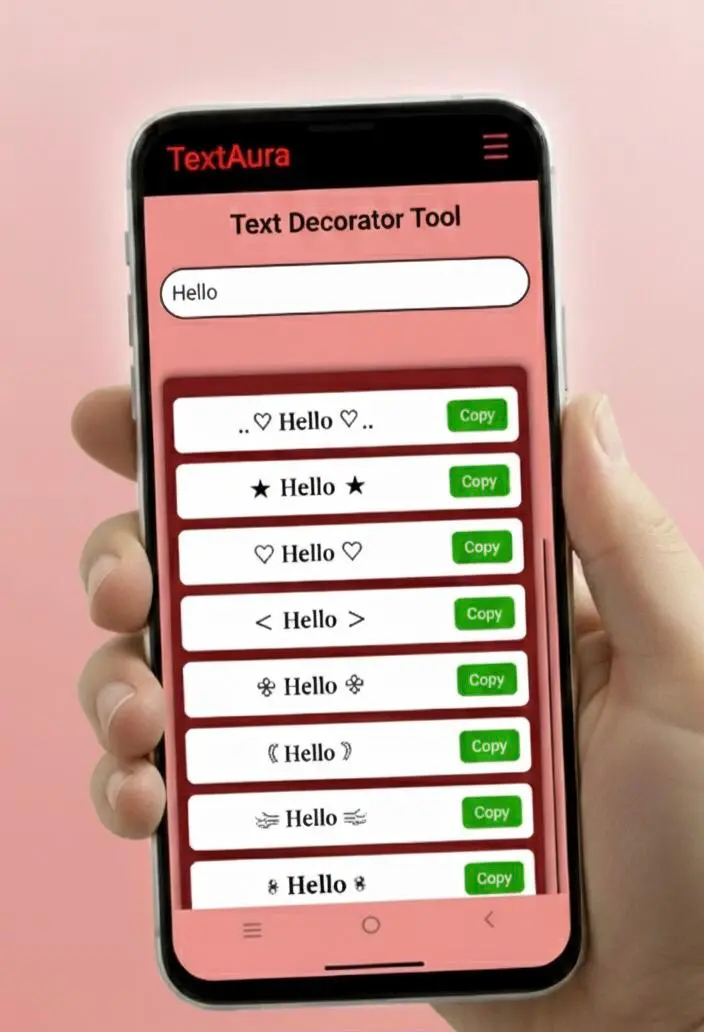 TextAura
Text Decorator Tool
Hello
..♡ Hello ♡.. Copy
★ Hello ★ Copy
♡ Hello ♡ Copy
< Hello > Copy
Hello Copy
Hello Copy
Hello Copy
Hello Copy